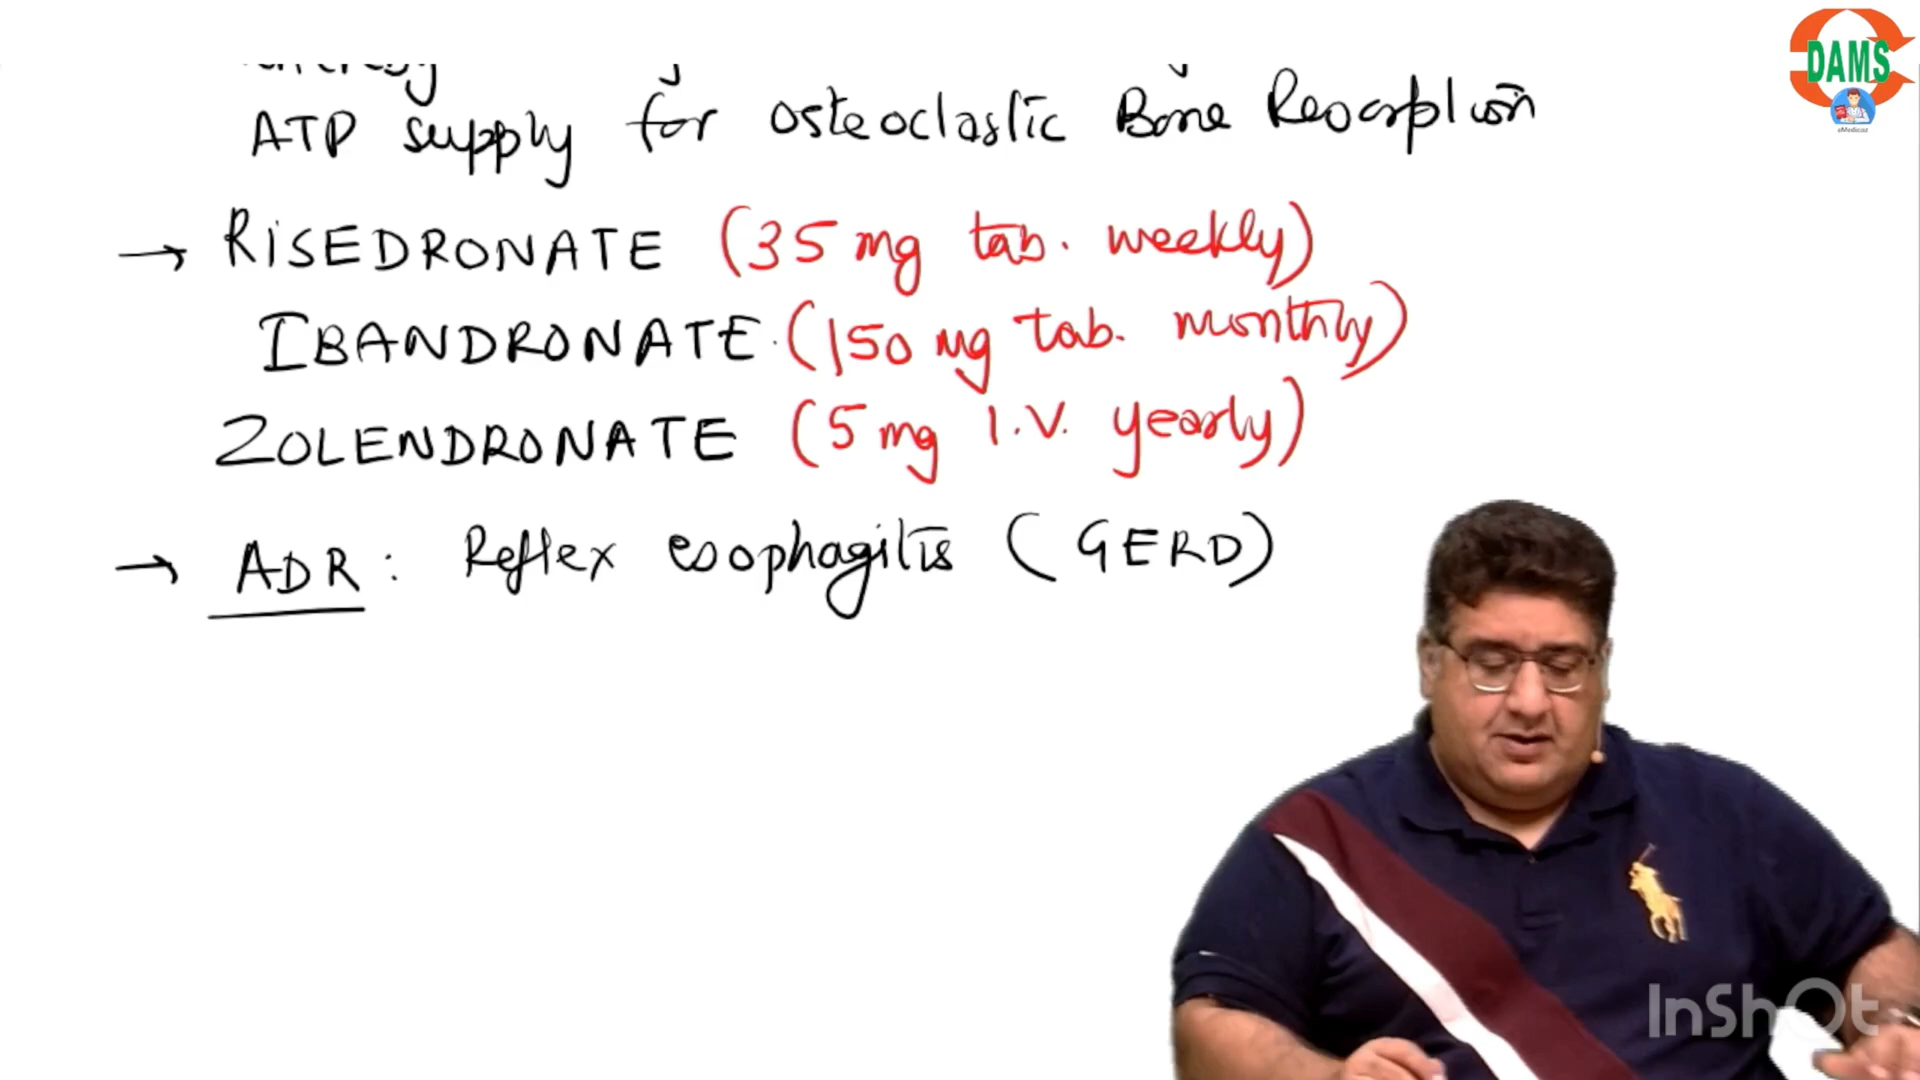 DAMS
eMedicoz
ATP supply for osteoclastic Bone Resorption
→ RISEDRONATE (35 mg tab. weekly)
IBANDRONATE. (150 mg tab. monthly)
ZOLENDRONATE (5 mg I.V. yearly)
→ ADR : Reflex esophagitis (GERD)
InShOt